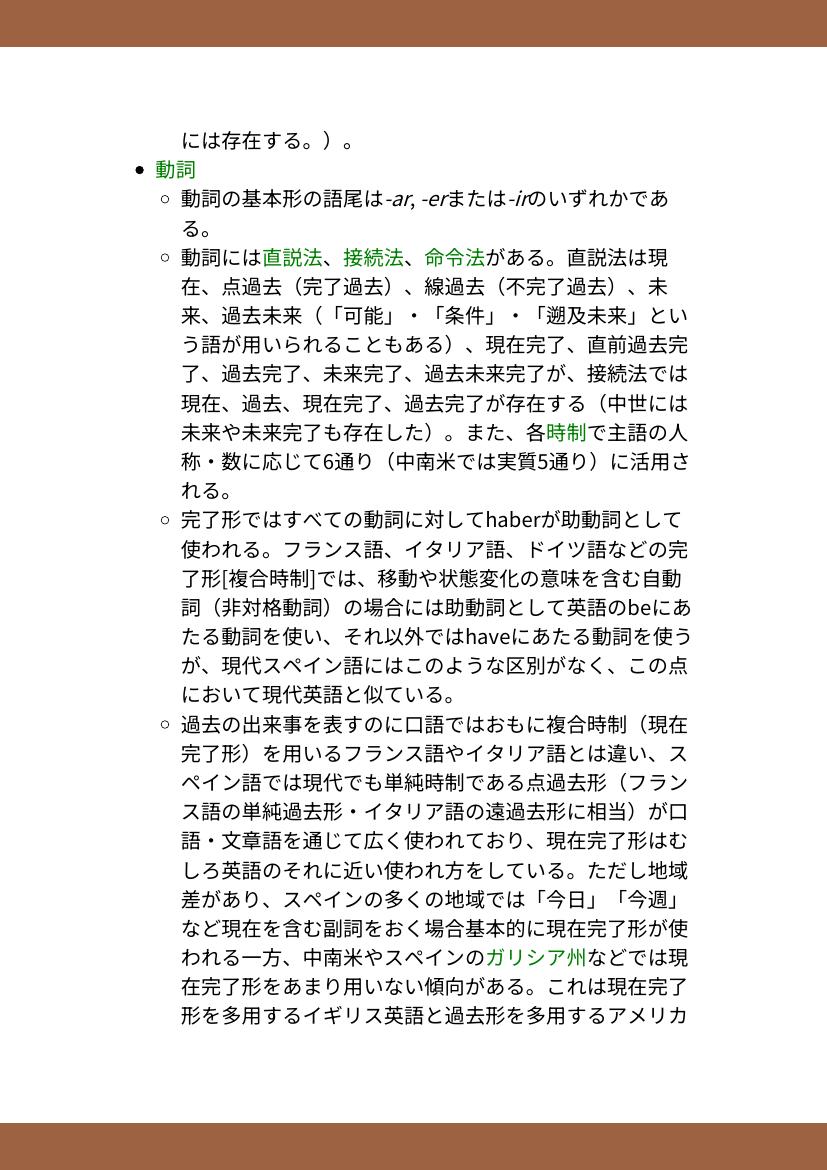 には存在する。）。
動詞
動詞の基本形の語尾は-ar, -erまたは-irのいずれかであ
る。
動詞には直説法、接続法、命令法がある。直説法は現
在、点過去（完了過去）、線過去（不完了過去）、未
来、過去未来（「可能」・「条件」・「遡及未来」とい
う語が用いられることもある）、現在完了、直前過去完
了、過去完了、未来完了、過去未来完了が、接続法では
現在、過去、現在完了、過去完了が存在する（中世には
未来や未来完了も存在した）。また、各時制で主語の人
称・数に応じて6通り（中南米では実質5通り）に活用さ
れる。
完了形ではすべての動詞に対してhaberが助動詞として
使われる。フランス語、イタリア語、ドイツ語などの完
了形[複合時制]では、移動や状態変化の意味を含む自動
詞（非対格動詞）の場合には助動詞として英語のbeにあ
たる動詞を使い、それ以外ではhaveにあたる動詞を使う
が、現代スペイン語にはこのような区別がなく、この点
において現代英語と似ている。
過去の出来事を表すのに口語ではおもに複合時制（現在
完了形）を用いるフランス語やイタリア語とは違い、ス
ペイン語では現代でも単純時制である点過去形（フラン
ス語の単純過去形・イタリア語の遠過去形に相当）が口
語・文章語を通じて広く使われており、現在完了形はむ
しろ英語のそれに近い使われ方をしている。ただし地域
差があり、スペインの多くの地域では「今日」「今週」
など現在を含む副詞をおく場合基本的に現在完了形が使
われる一方、中南米やスペインのガリシア州などでは現
在完了形をあまり用いない傾向がある。これは現在完了
形を多用するイギリス英語と過去形を多用するアメリカ